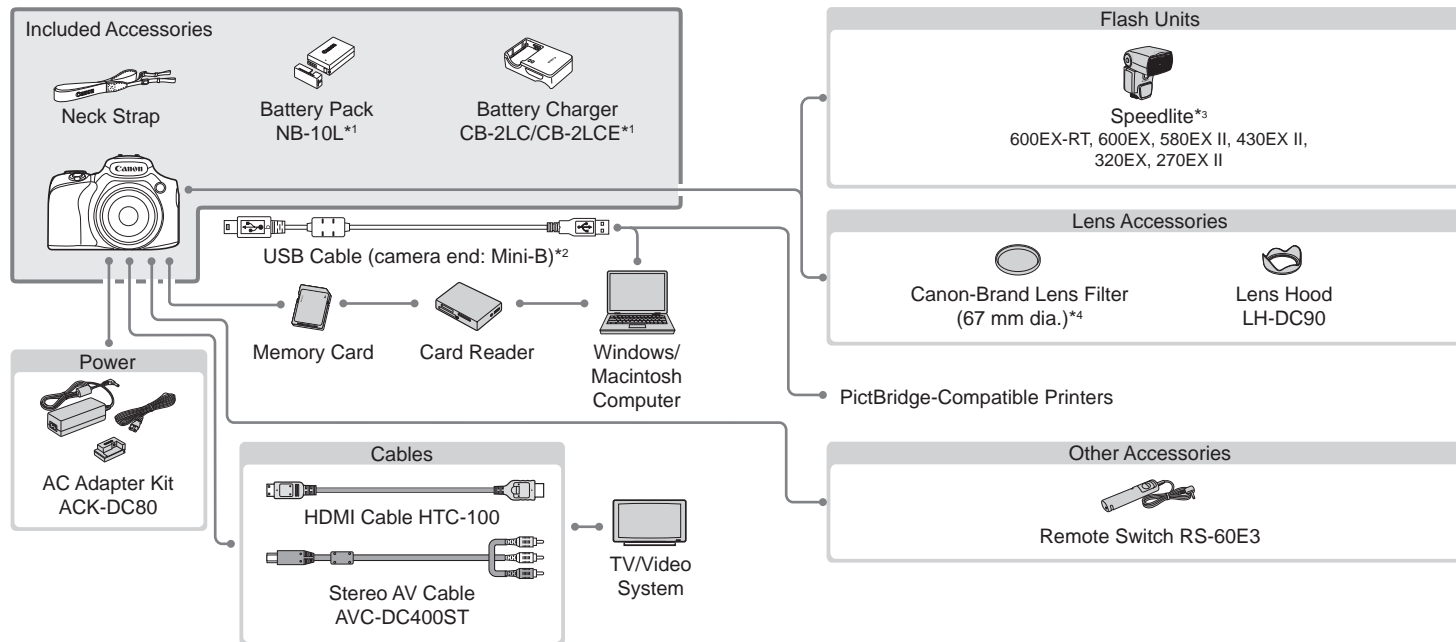 Included Accessories
Neck Strap
Battery Pack
NB-10L*1
Battery Charger
CB-2LC/CB-2LCE*1
Canon
USB Cable (camera end: Mini-B)*2
Memory Card
Card Reader
Windows/
Macintosh
Computer
Power
AC Adapter Kit
ACK-DC80
Cables
HDMI Cable HTC-100
Stereo AV Cable
AVC-DC400ST
TV/Video
System
Flash Units
Speedlite*3
600EX-RT, 600EX, 580EX II, 430EX II,
320EX, 270EX II
Lens Accessories
Canon-Brand Lens Filter
(67 mm dia.)*4
Lens Hood
LH-DC90
PictBridge-Compatible Printers
Other Accessories
Remote Switch RS-60E3